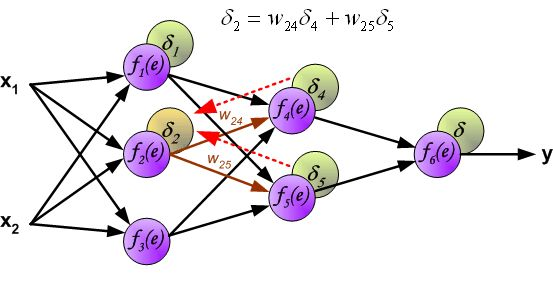 δ₂ = w₂₄δ₄ + w₂₅δ₅
δ₁
f₁(e)
x₁
δ₄
w₂₄
f₄(e)
δ₂
f₂(e)
δ
f₆(e)
y
w₂₅
δ₅
f₅(e)
x₂
f₃(e)